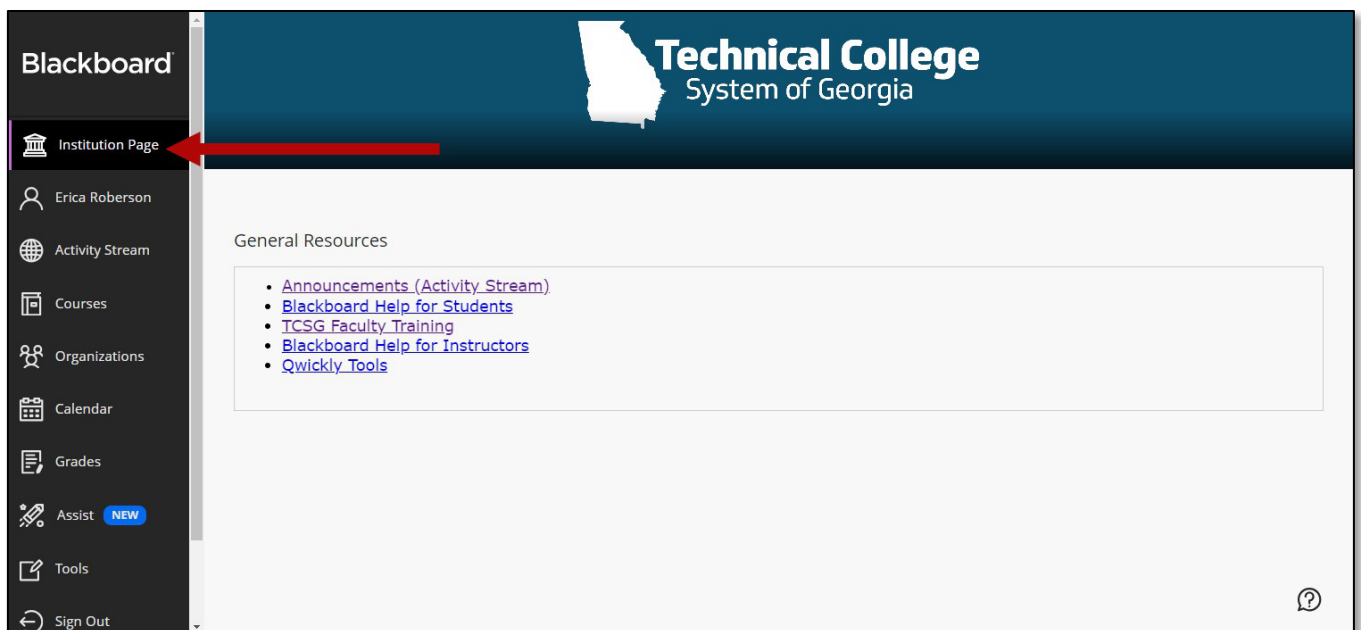 Blackboard
Institution Page
Erica Roberson
Activity Stream
Courses
Organizations
Calendar
Grades
Assist NEW
Tools
Sign Out
Technical College
System of Georgia
General Resources
Announcements (Activity Stream)
Blackboard Help for Students
TCSG Faculty Training
Blackboard Help for Instructors
Qwickly Tools